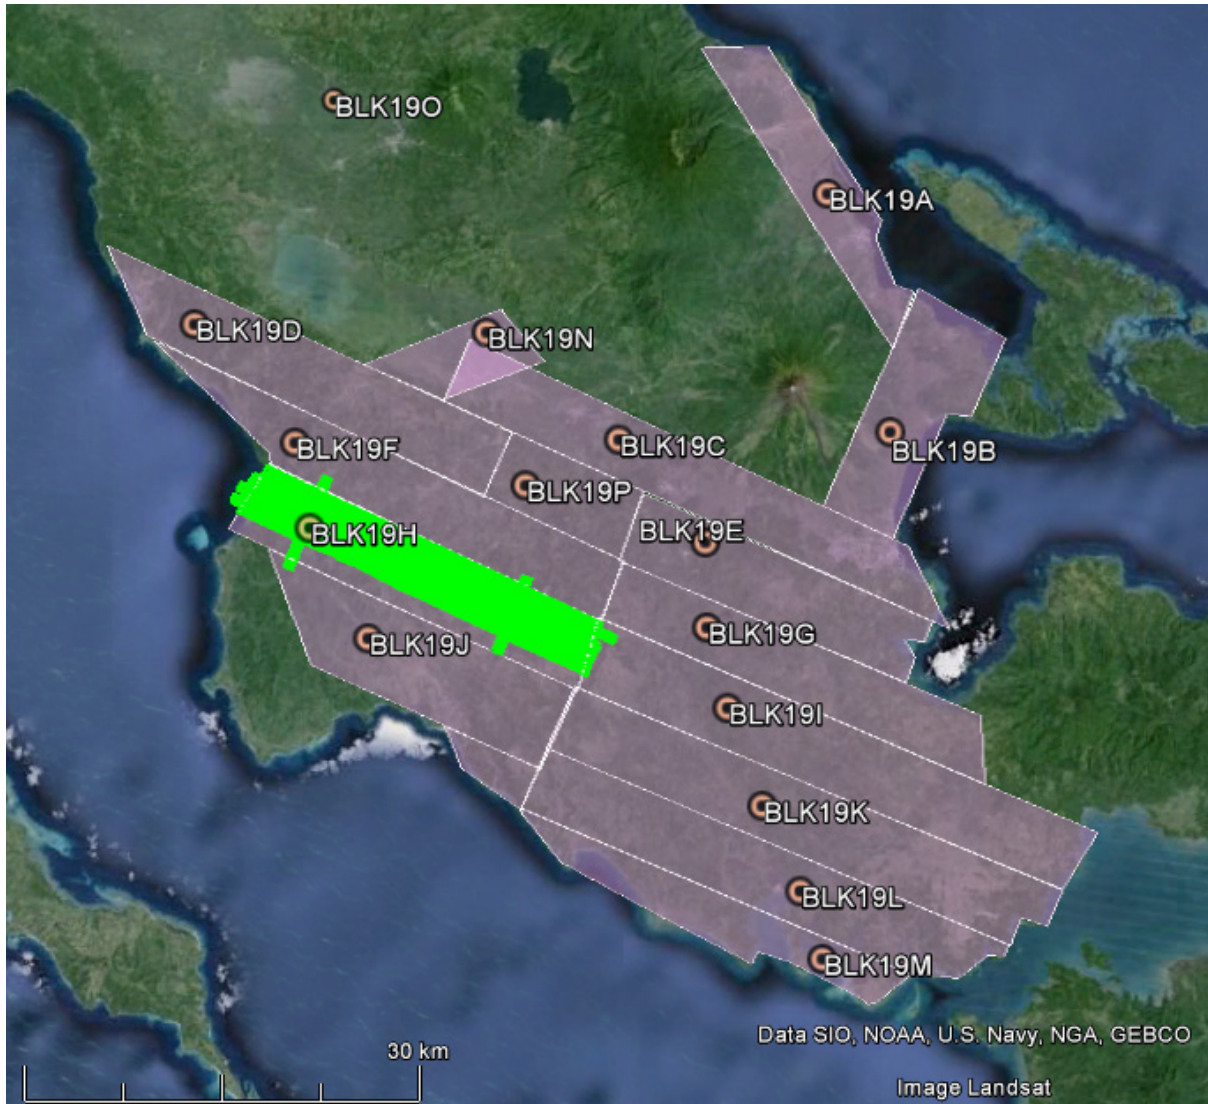 BLK19O
BLK19A
BLK19D
BLK19N
BLK19C
BLK19F
BLK19B
BLK19P
BLK19H
BLK19E
BLK19J
BLK19G
BLK19I
BLK19K
BLK19L
BLK19M
Data SIO, NOAA, U.S. Navy, NGA, GEBCO
30 km
Image Landsat